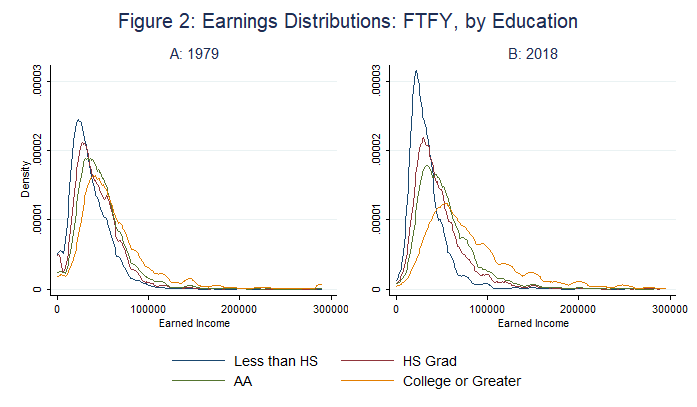 Figure 2: Earnings Distributions: FTFY, by Education
A: 1979
B: 2018
Density
.00003
.00002
.00001
0
0
100000
200000
300000
Earned Income
.00003
.00002
.00001
0
0
100000
200000
300000
Earned Income
Less than HS
HS Grad
AA
College or Greater